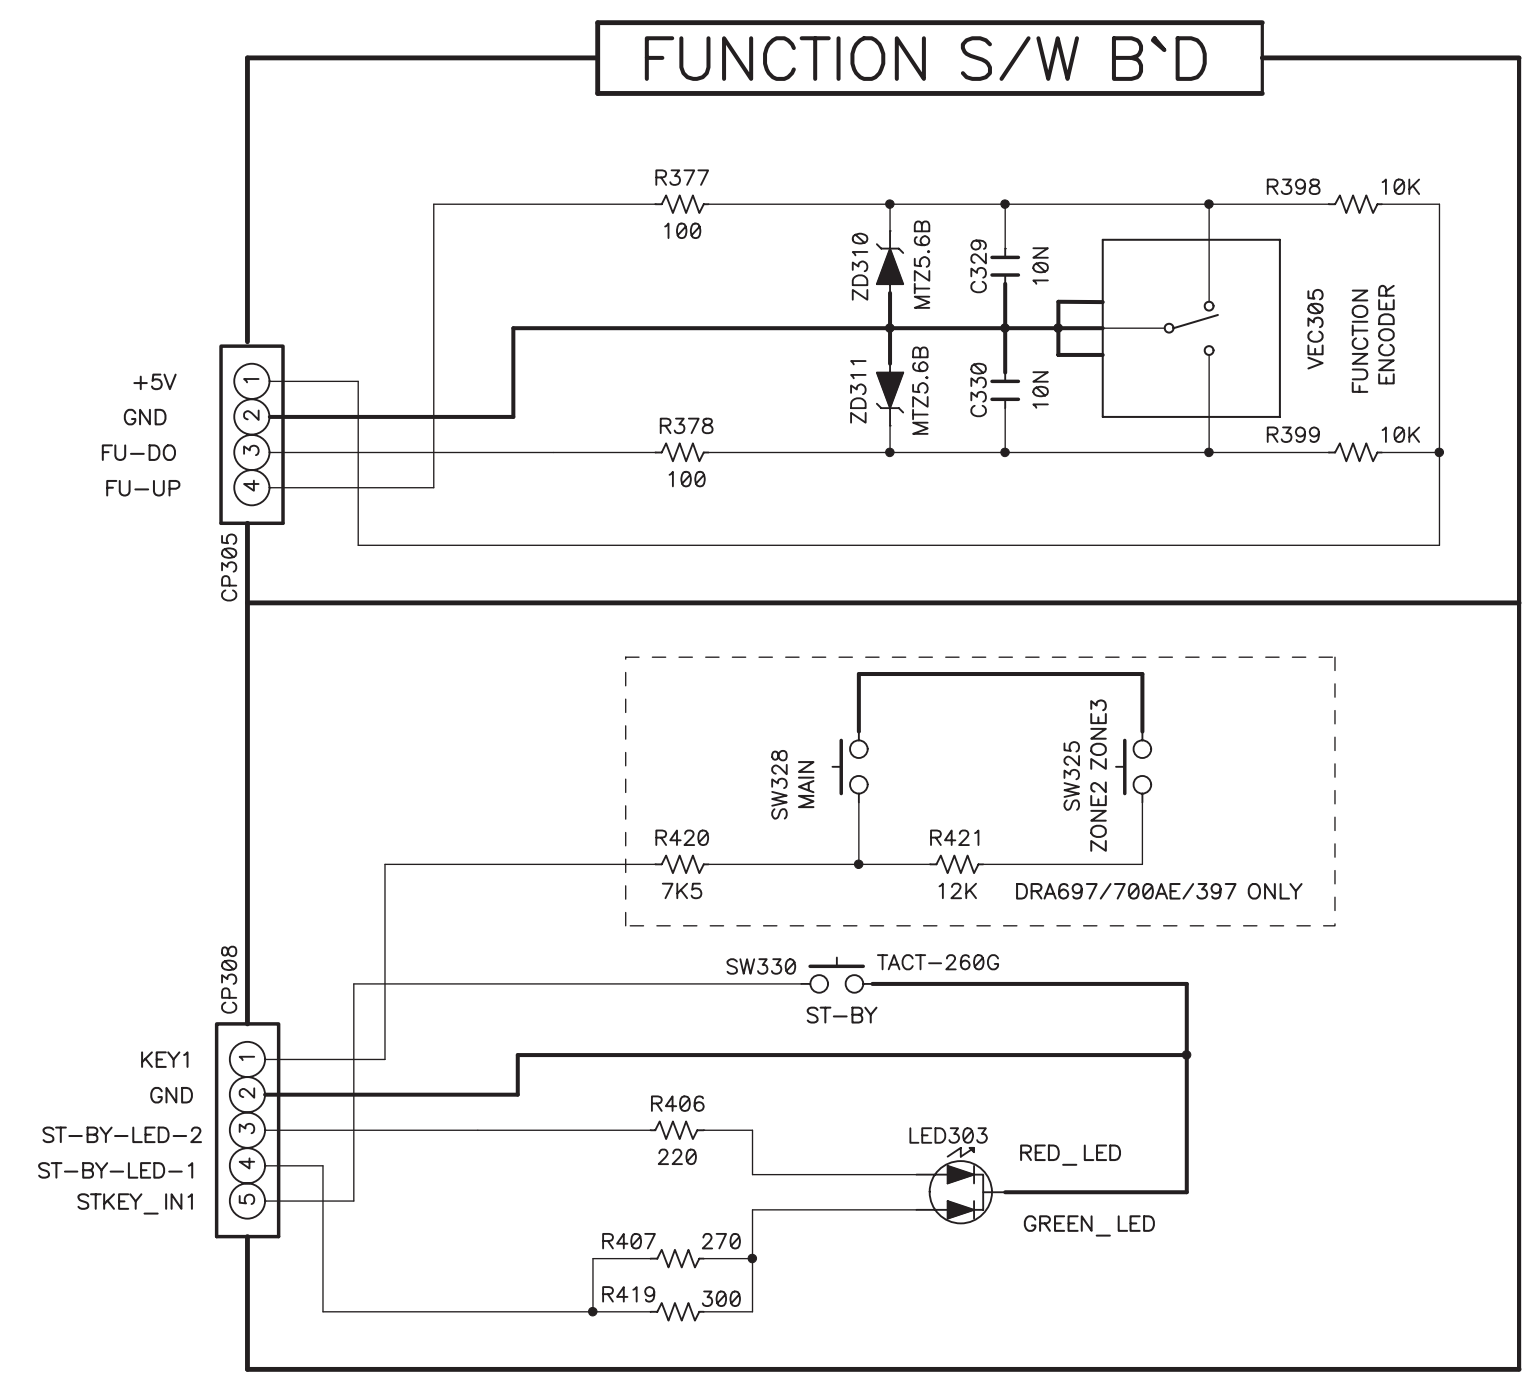 FUNCTION S/W B`D
R377
100
R398
10K
ZD310
MTZ5.6B
C329
10N
VEC305
FUNCTION
ENCODER
+5V
1
GND
2
FU-DO
3
FU-UP
4
CP305
R378
100
ZD311
MTZ5.6B
C330
10N
R399
10K
SW328
MAIN
SW325
ZONE2 ZONE3
R420
7K5
R421
12K
DRA697/700AE/397 ONLY
CP308
SW330
TACT-260G
ST-BY
KEY1
1
GND
2
ST-BY-LED-2
3
ST-BY-LED-1
4
STKEY_IN1
5
R406
220
LED303
RED_LED
GREEN_LED
R407
270
R419
300